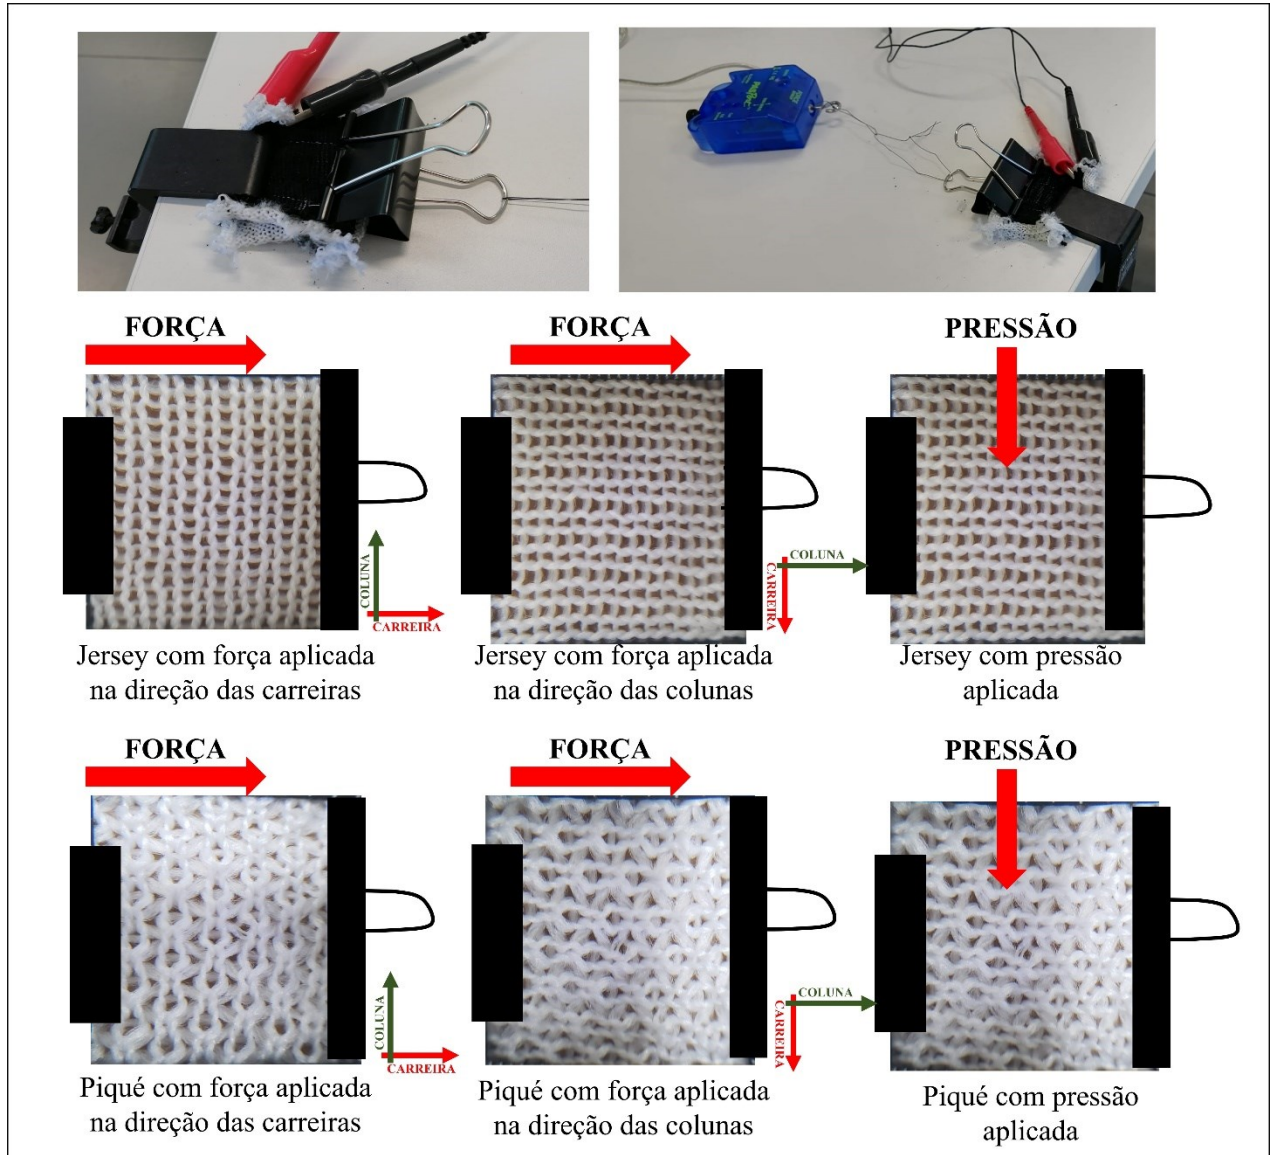 FORÇA
FORÇA
PRESSÃO
COLUNA
CARREIRA
COLUNA
CARREIRA
Jersey com força aplicada
na direção das carreiras
Jersey com força aplicada
na direção das colunas
Jersey com pressão
aplicada
FORÇA
FORÇA
PRESSÃO
COLUNA
CARREIRA
COLUNA
CARREIRA
Piqué com força aplicada
na direção das carreiras
Piqué com força aplicada
na direção das colunas
Piqué com pressão
aplicada